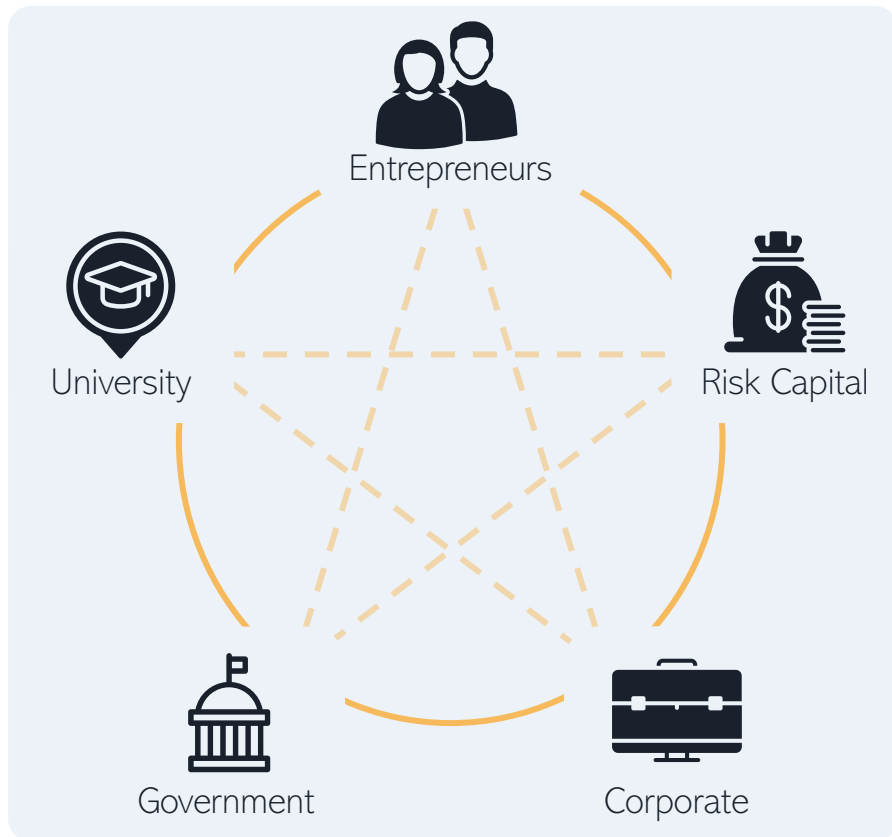 Entrepreneurs
University
Risk Capital
$
Government
Corporate